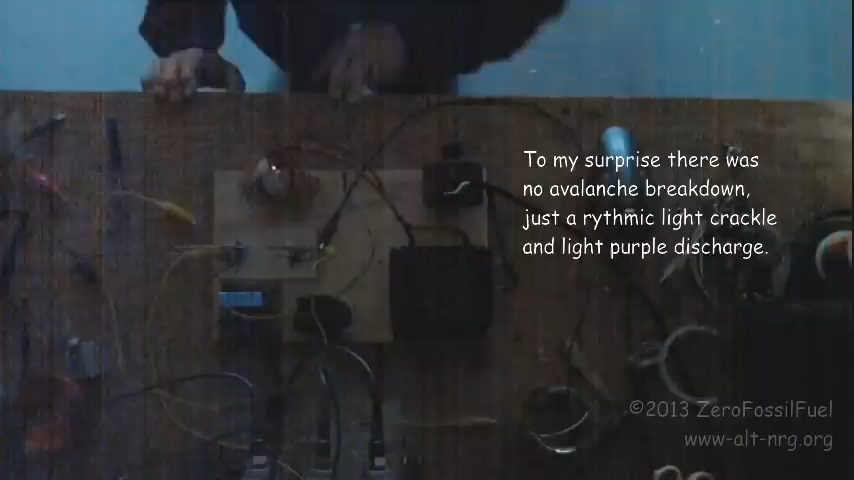 To my surprise there was
no avalanche breakdown,
just a rythmic light crackle
and light purple discharge.
©2013 ZeroFossilFuel
www-alt-nrg.org